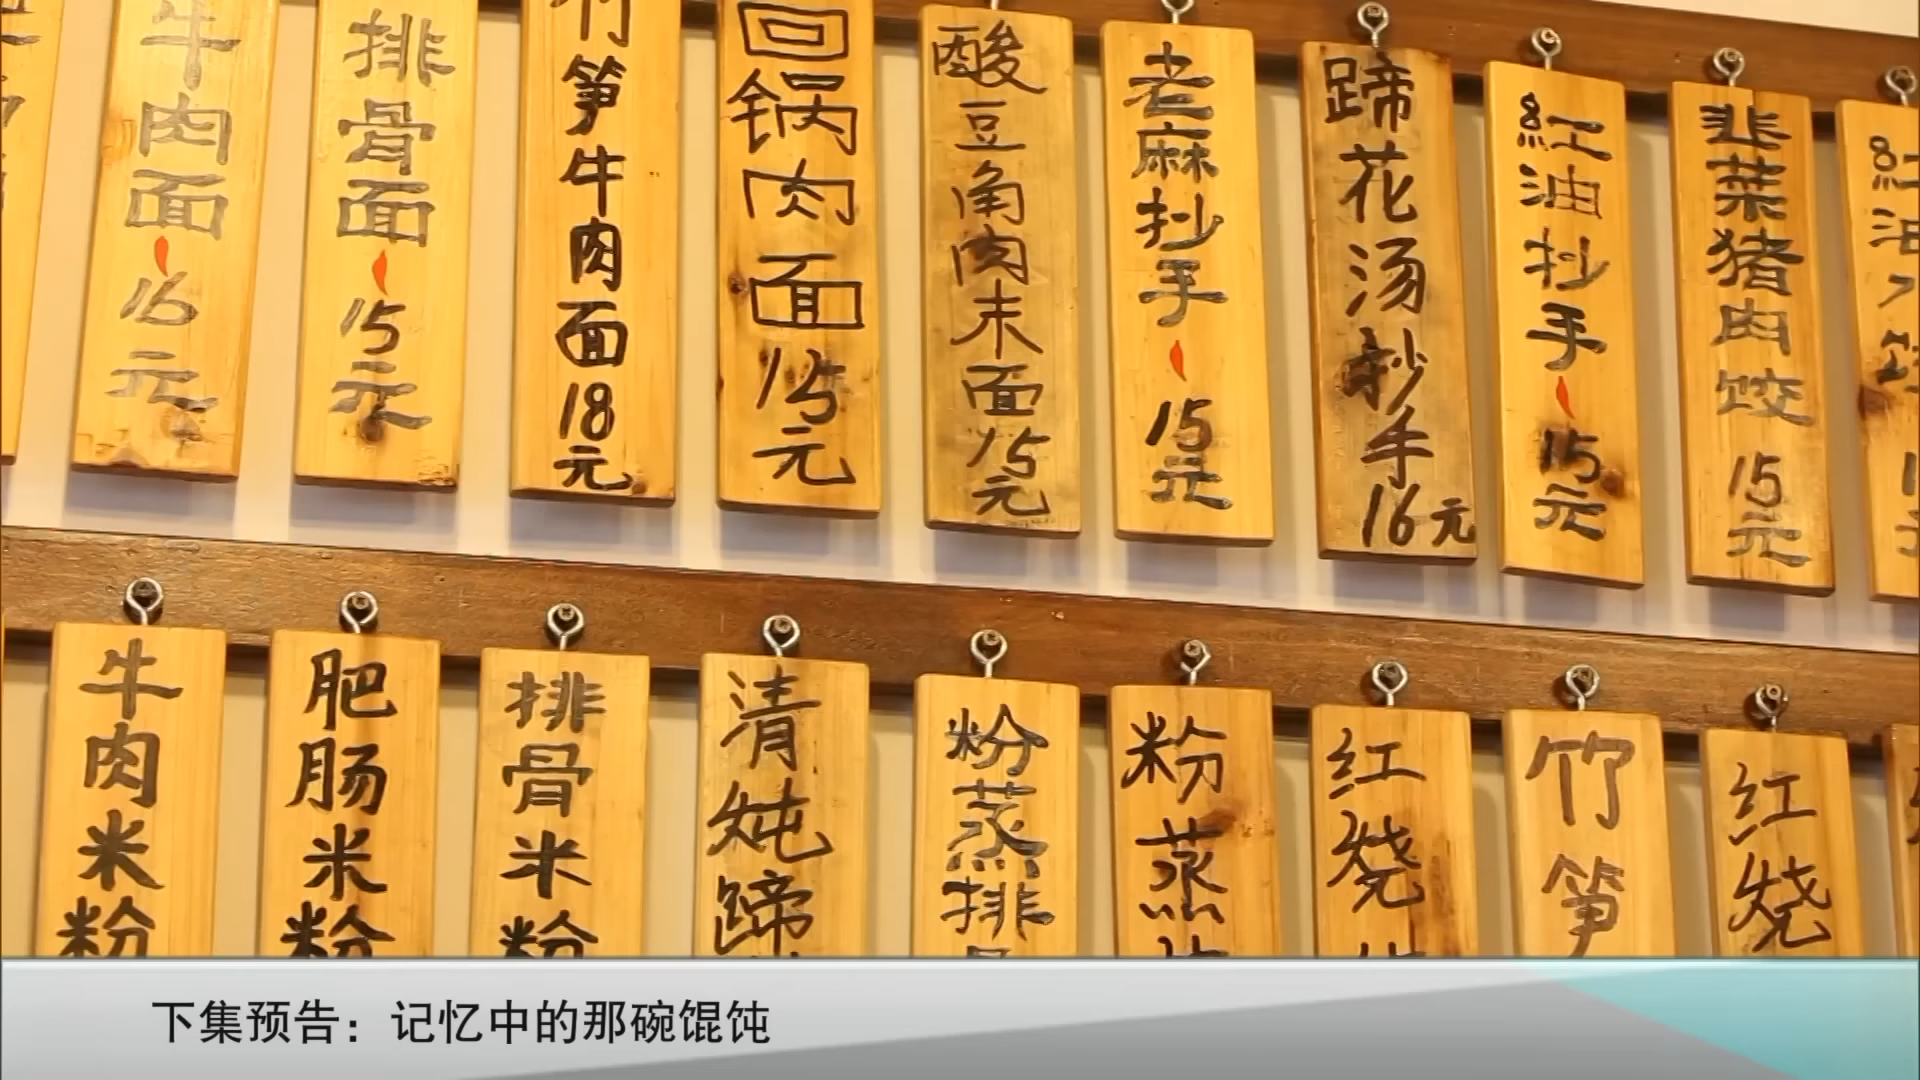 牛肉面16元
排骨面15元
竹笋牛肉面18元
回锅肉面15元
酸豆角肉末面15元
老麻抄手15元
蹄花汤抄手16元
红油抄手15元
韭菜猪肉饺15元
红油
牛肉米粉
肥肠米粉
排骨米粉
清炖蹄
粉蒸排骨
粉蒸
红烧
竹笋
红烧
下集预告：记忆中的那碗馄饨